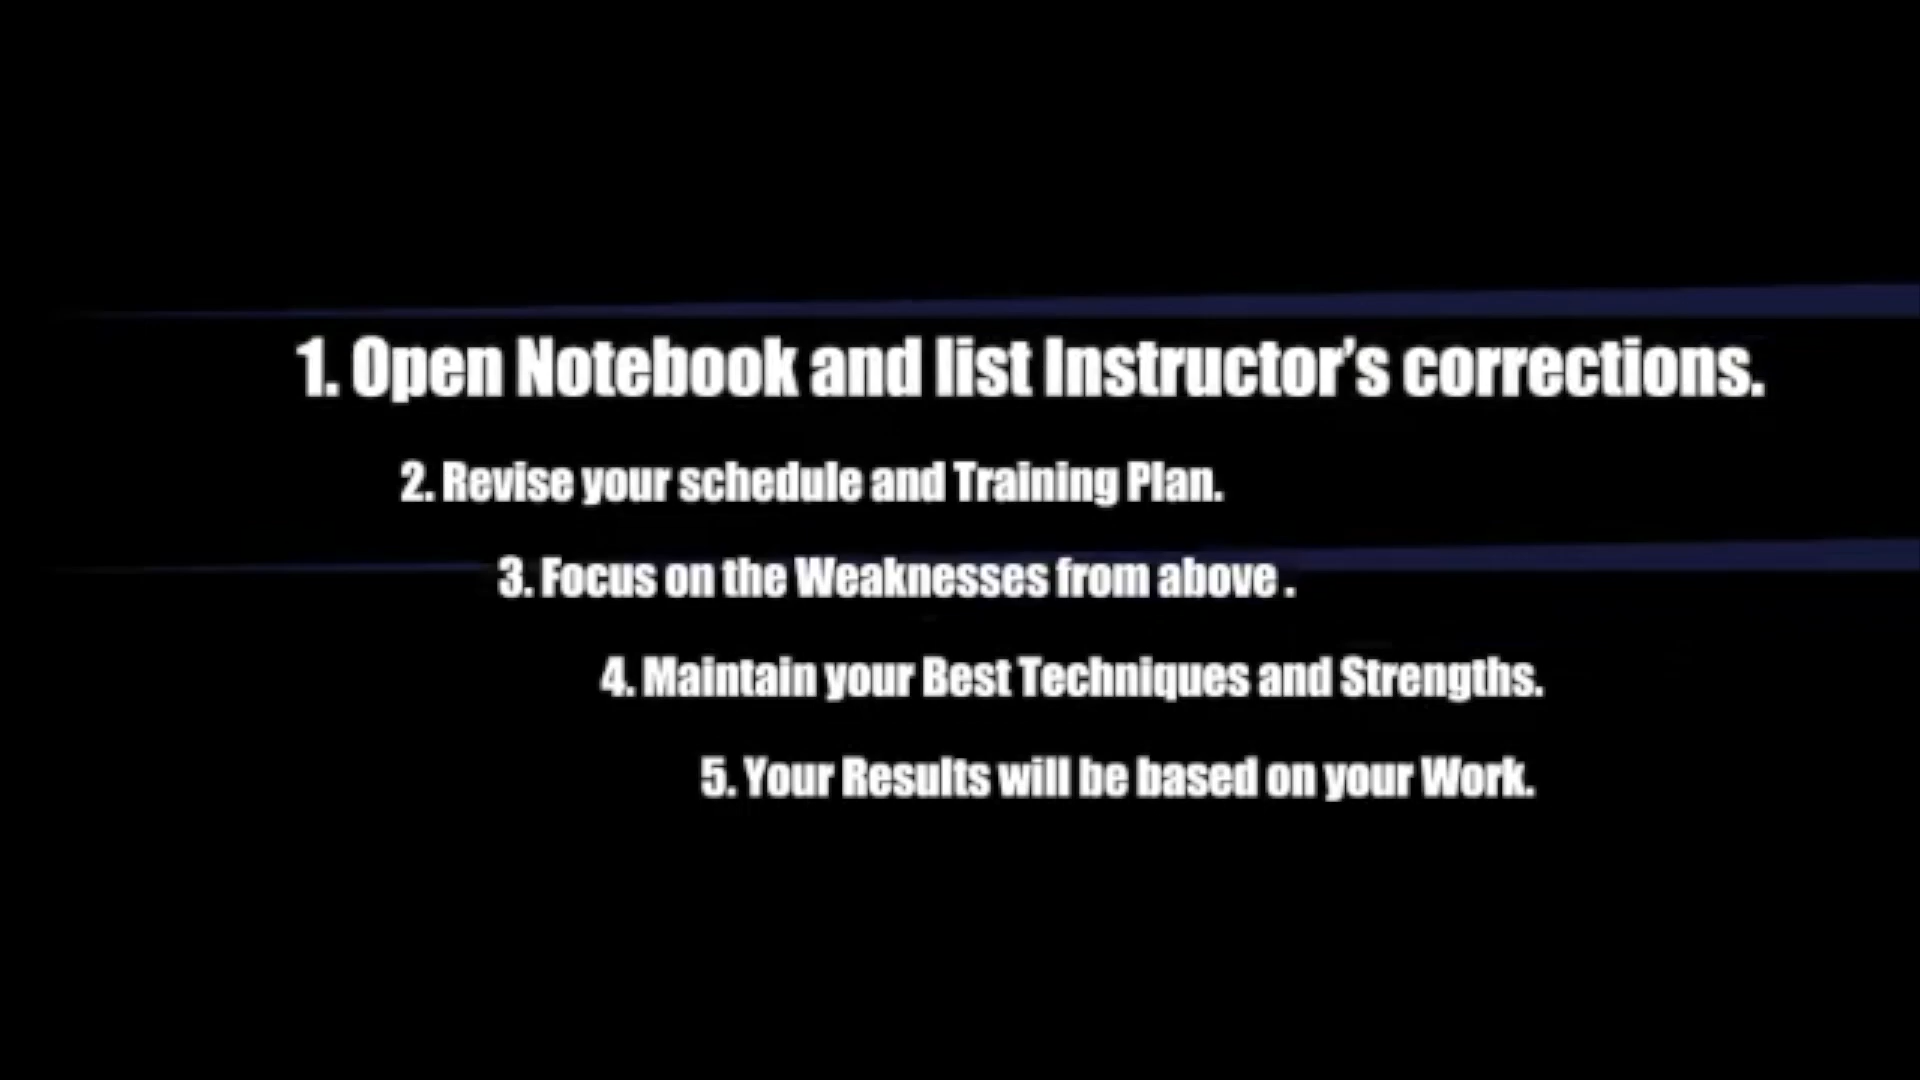 1. Open Notebook and list Instructor’s corrections.
2. Revise your schedule and Training Plan.
3. Focus on the Weaknesses from above .
4. Maintain your Best Techniques and Strengths.
5. Your Results will be based on your Work.